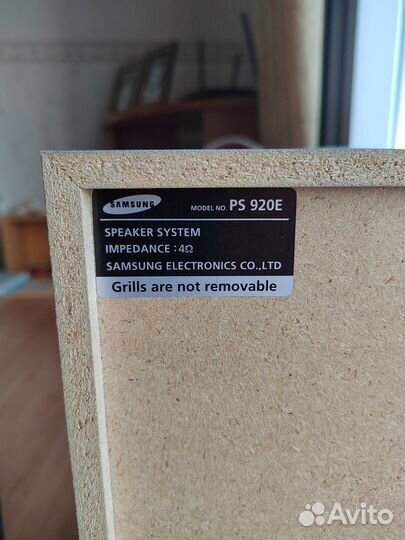 SAMSUNG MODEL NO. PS 920E
SPEAKER SYSTEM
IMPEDANCE : 4Ω
SAMSUNG ELECTRONICS CO.,LTD
Grills are not removable
Avito